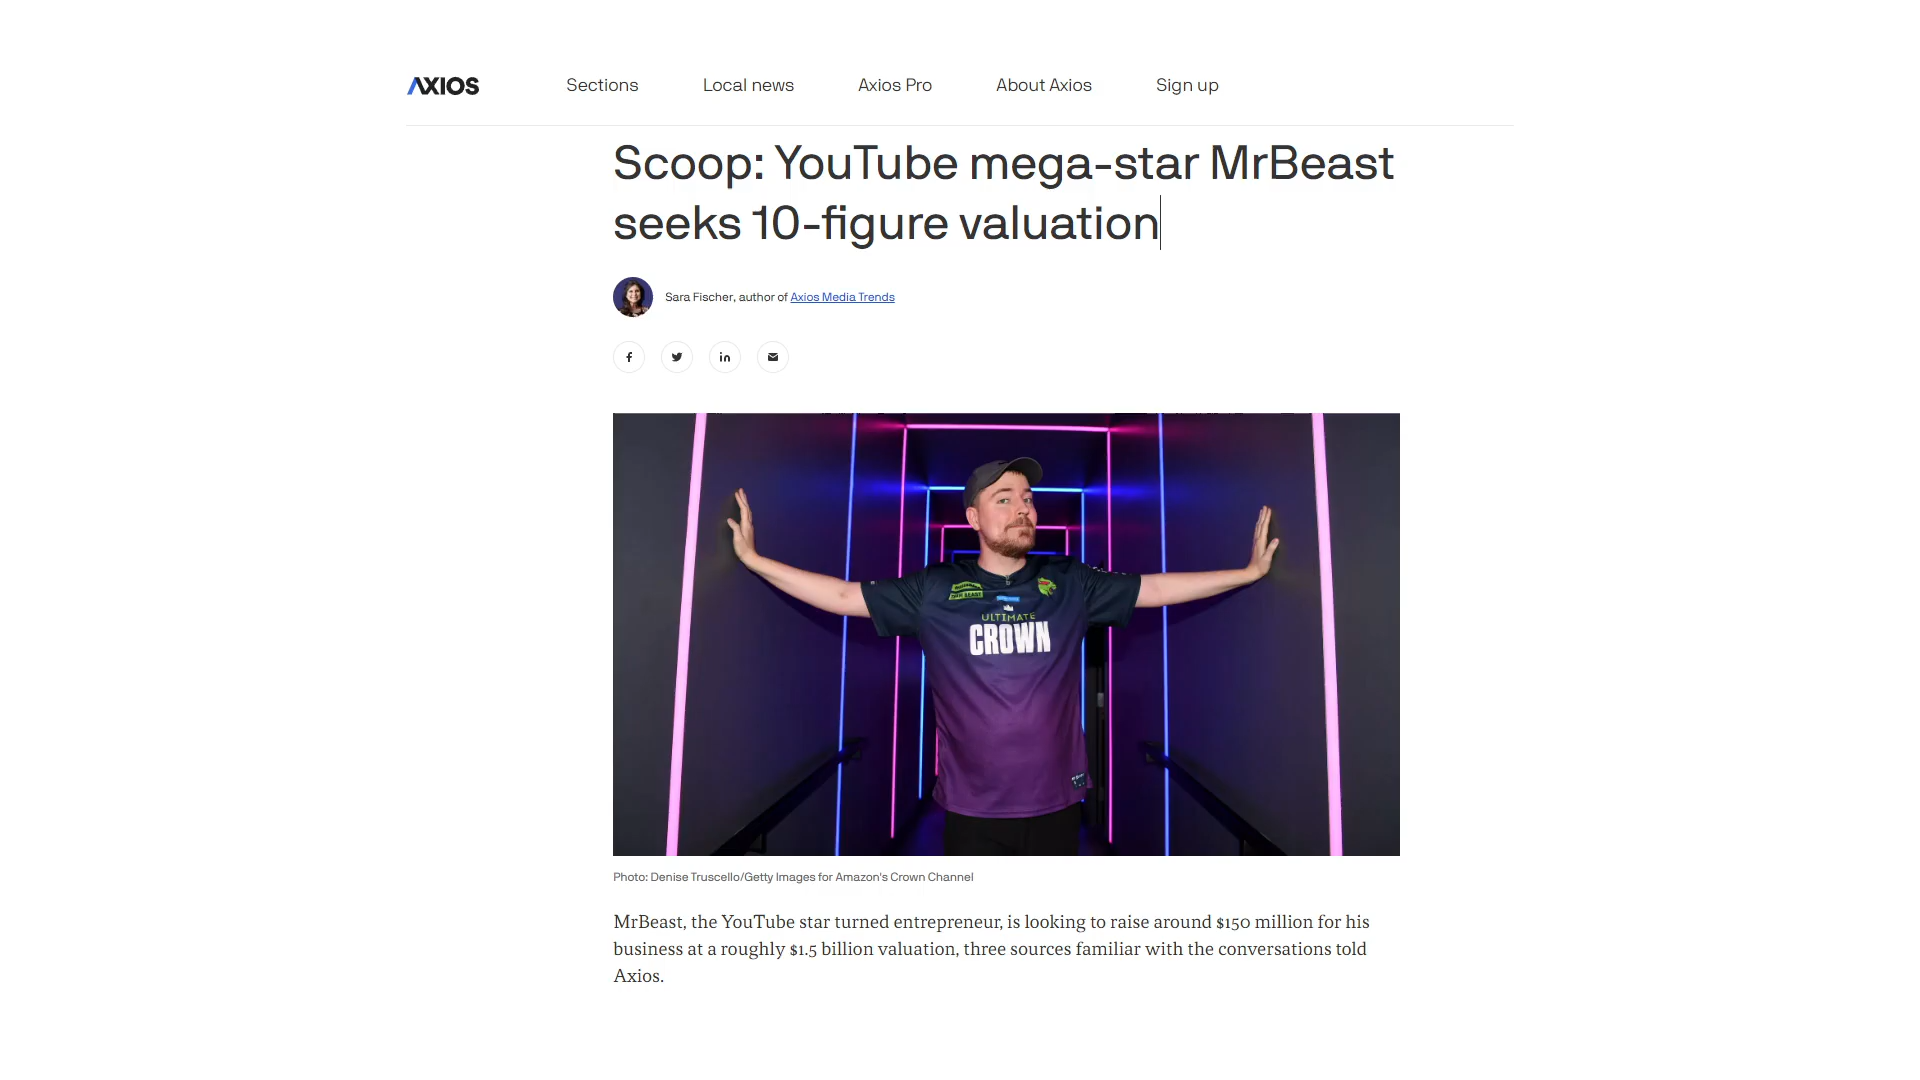 AXIOS
Sections
Local news
Axios Pro
About Axios
Sign up
Scoop: YouTube mega-star MrBeast
seeks 10-figure valuation
Sara Fischer, author of Axios Media Trends
ULTIMATE
CROWN
Photo: Denise Truscello/Getty Images for Amazon's Crown Channel
MrBeast, the YouTube star turned entrepreneur, is looking to raise around $150 million for his
business at a roughly $1.5 billion valuation, three sources familiar with the conversations told
Axios.